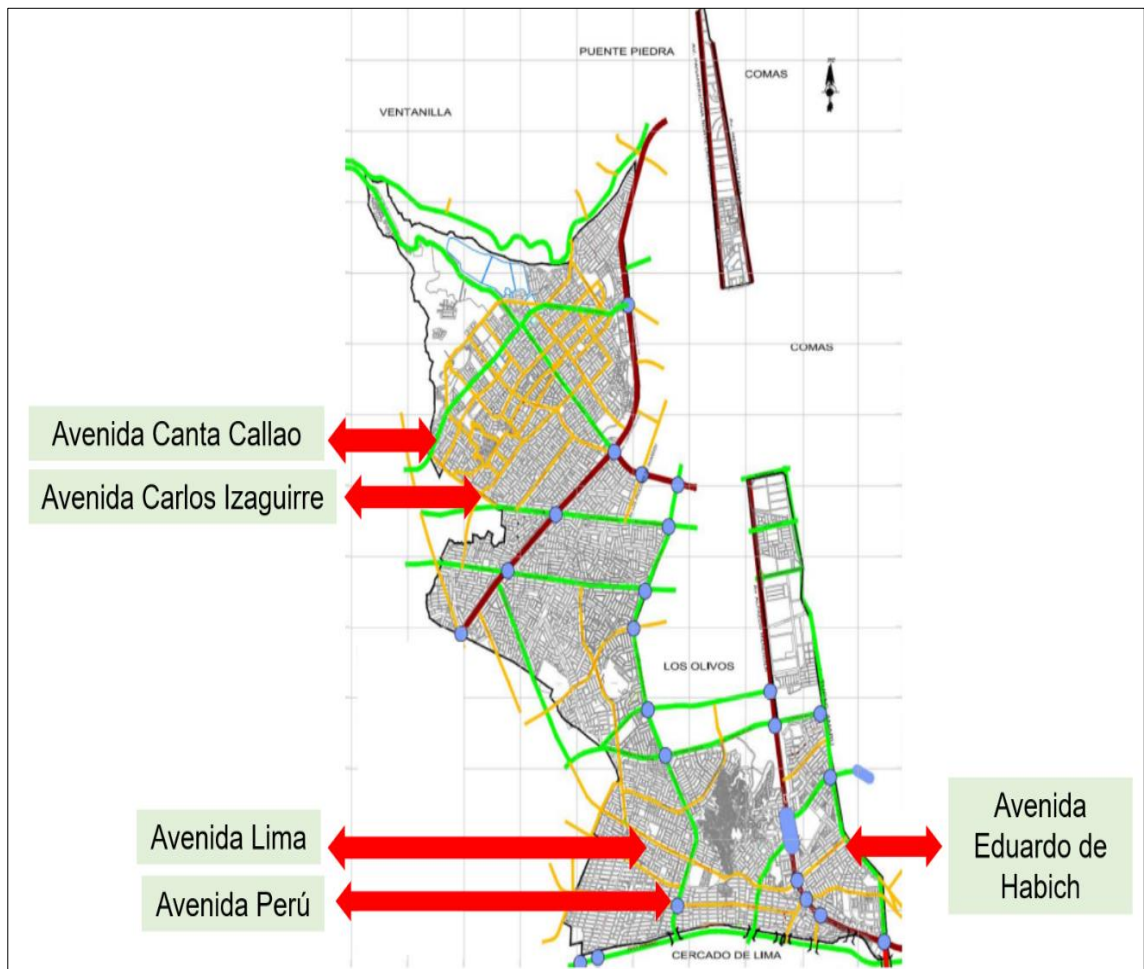 PUENTE PIEDRA
COMAS
VENTANILLA
COMAS
Avenida Canta Callao
Avenida Carlos Izaguirre
LOS OLIVOS
Avenida Lima
Avenida Perú
Avenida
Eduardo de
Habich
CERCADO DE LIMA